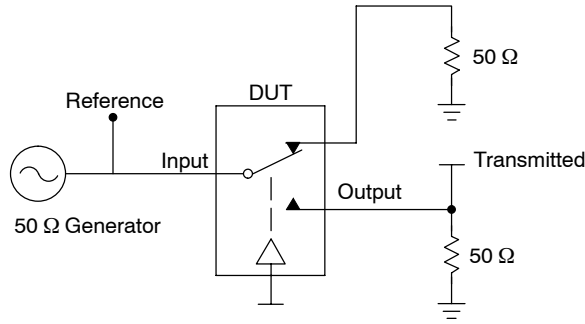 50 Ω
DUT
Reference
Input
Transmitted
Output
50 Ω Generator
50 Ω